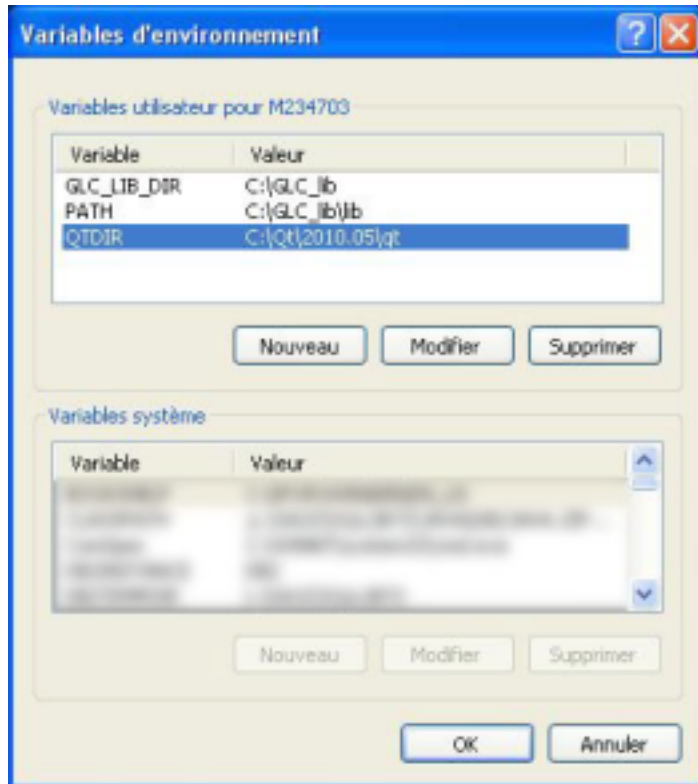 Variables d'environnement
Variables utilisateur pour M234703
Variable Valeur
GLC_LIB_DIR C:\GLC_lib
PATH C:\GLC_lib\lib
QTDIR C:\Qt\2010.05\qt
Nouveau Modifier Supprimer
Variables système
Variable Valeur
Nouveau Modifier Supprimer
OK Annuler